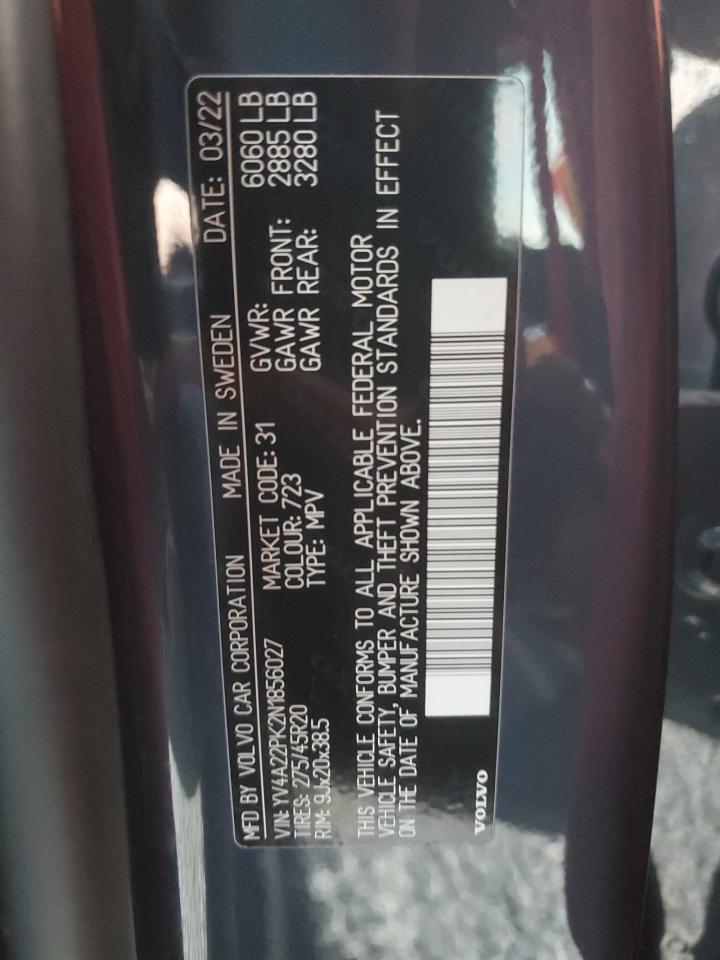 MFD BY VOLVO CAR CORPORATION MADE IN SWEDEN DATE: 03/22
VIN: YV4A22PK2N1856027 MARKET CODE: 31 GVWR: 6060 LB
TIRES: 275/45R20 COLOUR: 723 GAWR FRONT: 2885 LB
RIM: 9Jx20x38.5 TYPE: MPV GAWR REAR: 3280 LB
THIS VEHICLE CONFORMS TO ALL APPLICABLE FEDERAL MOTOR
VEHICLE SAFETY, BUMPER AND THEFT PREVENTION STANDARDS IN EFFECT
ON THE DATE OF MANUFACTURE SHOWN ABOVE.
VOLVO